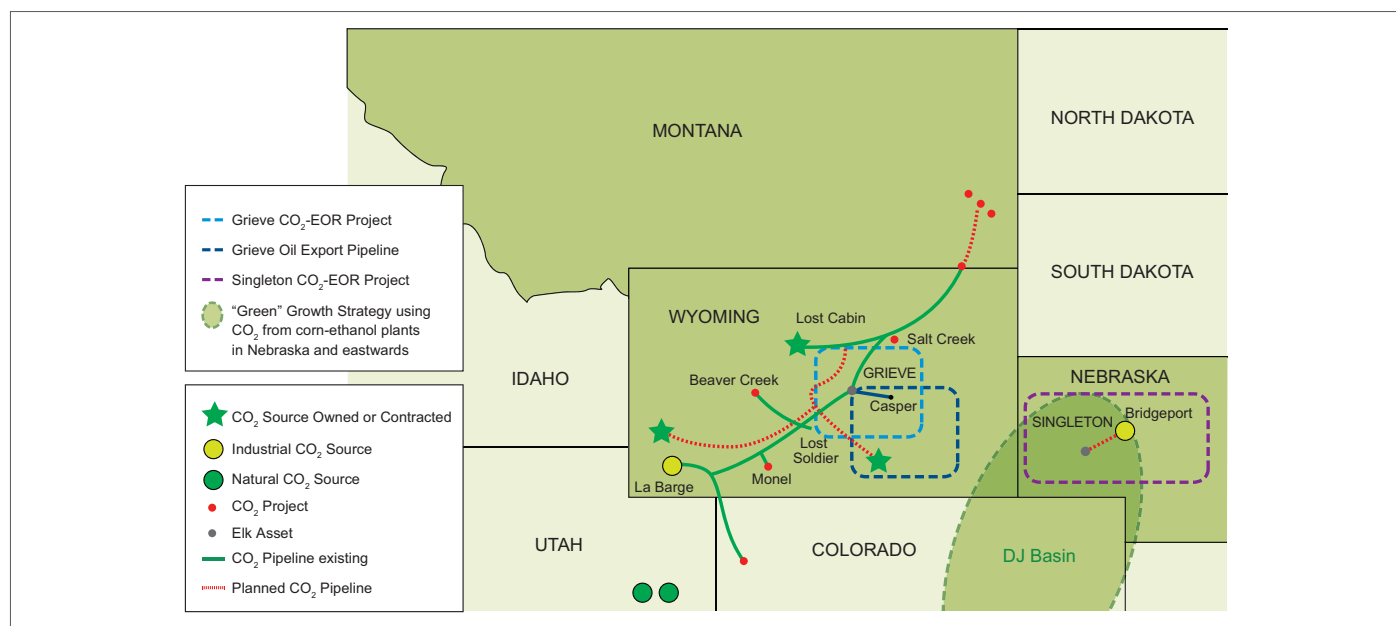 MONTANA
NORTH DAKOTA
SOUTH DAKOTA
Grieve CO₂-EOR Project
Grieve Oil Export Pipeline
Singleton CO₂-EOR Project
“Green” Growth Strategy using
CO₂ from corn-ethanol plants
in Nebraska and eastwards
WYOMING
Lost Cabin
Salt Creek
IDAHO
Beaver Creek
GRIEVE
Casper
NEBRASKA
Bridgeport
SINGLETON
Lost
Soldier
La Barge
Monel
CO₂ Source Owned or Contracted
Industrial CO₂ Source
Natural CO₂ Source
CO₂ Project
Elk Asset
CO₂ Pipeline existing
Planned CO₂ Pipeline
UTAH
COLORADO
DJ Basin